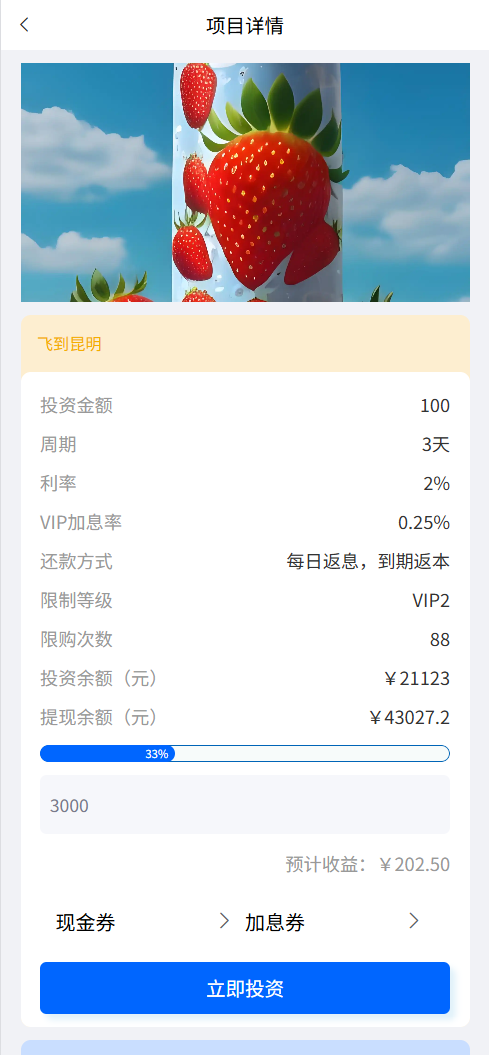 项目详情
飞到昆明
投资金额 100
周期 3天
利率 2%
VIP加息率 0.25%
还款方式 每日返息，到期返本
限制等级 VIP2
限购次数 88
投资余额（元） ￥21123
提现余额（元） ￥43027.2
33%
3000
预计收益：￥202.50
现金券 加息券
立即投资